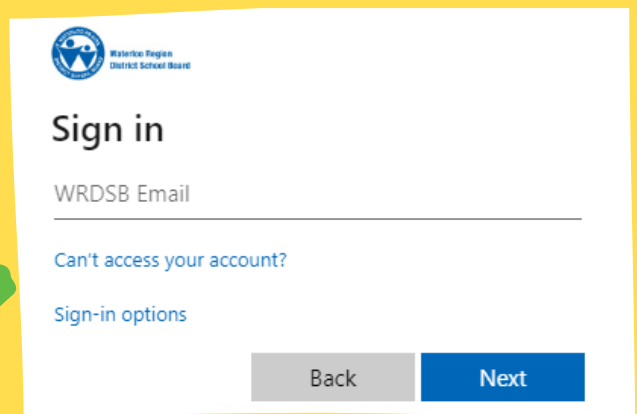 Waterloo Region
District School Board
Sign in
WRDSB Email
Can't access your account?
Sign-in options
Back
Next